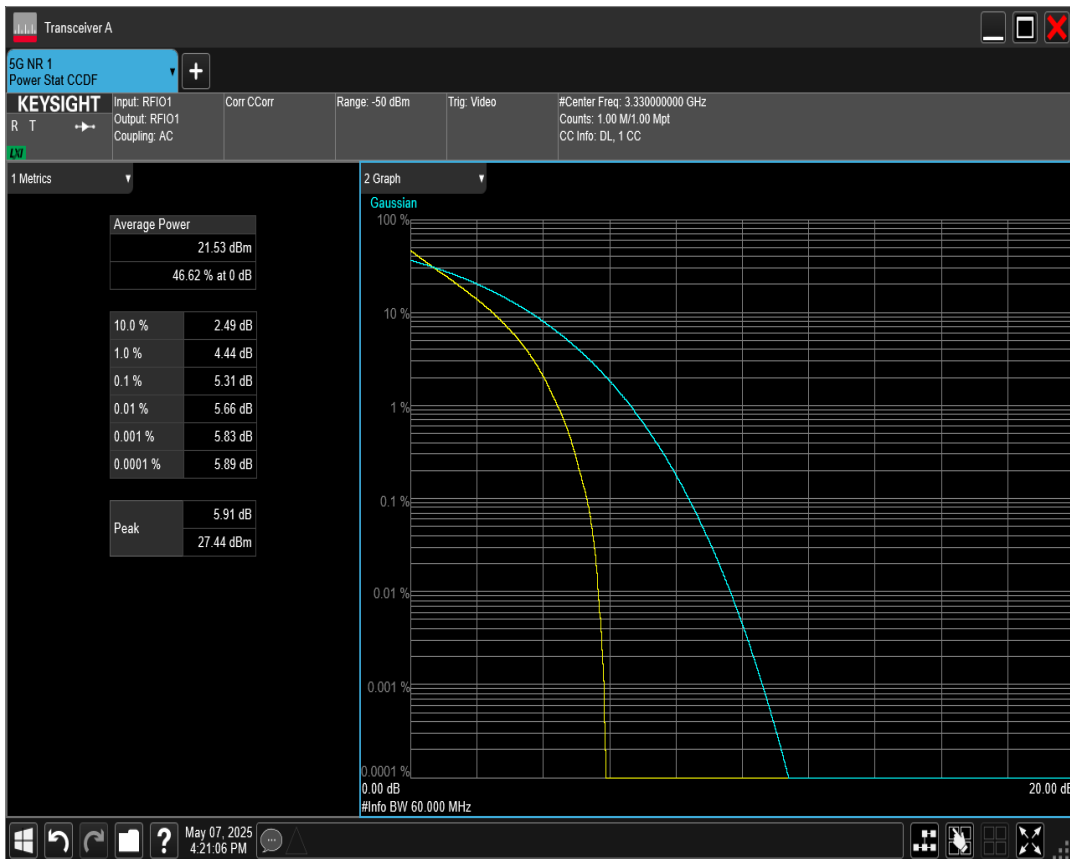 Transceiver A
5G NR 1
Power Stat CCDF
KEYSIGHT
R T
LXI
Input: RFIO1
Output: RFIO1
Coupling: AC
Corr CCorr
Range: -50 dBm
Trig: Video
#Center Freq: 3.330000000 GHz
Counts: 1.00 M/1.00 Mpt
CC Info: DL, 1 CC
1 Metrics
Average Power
21.53 dBm
46.62 % at 0 dB
10.0 % 2.49 dB
1.0 % 4.44 dB
0.1 % 5.31 dB
0.01 % 5.66 dB
0.001 % 5.83 dB
0.0001 % 5.89 dB
Peak 5.91 dB
27.44 dBm
2 Graph
Gaussian
100 %
10 %
1 %
0.1 %
0.01 %
0.001 %
0.0001 %
0.00 dB
20.00 dB
#Info BW 60.000 MHz
?
May 07, 2025
4:21:06 PM